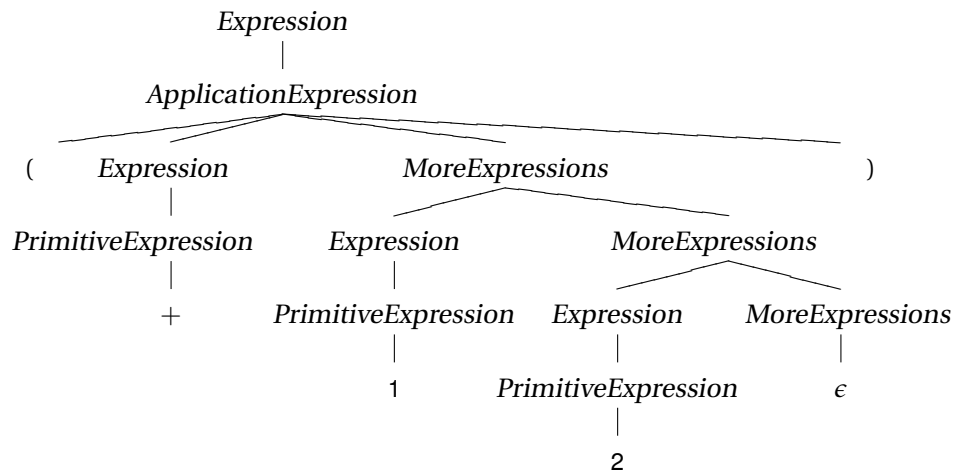 Expression
ApplicationExpression
( Expression MoreExpressions )
PrimitiveExpression Expression MoreExpressions
+ PrimitiveExpression Expression MoreExpressions
1 PrimitiveExpression ϵ
2